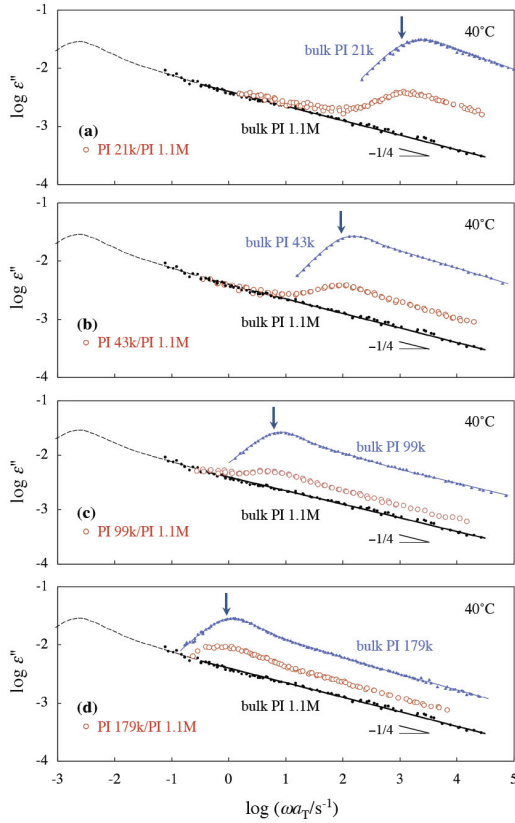 -1
40°C
bulk PI 21k
-2
log ε"
-3
(a)
bulk PI 1.1M
PI 21k/PI 1.1M
−1/4
-4
40°C
bulk PI 43k
-2
log ε"
-3
(b)
bulk PI 1.1M
PI 43k/PI 1.1M
−1/4
-4
-1
40°C
-2
bulk PI 99k
log ε"
-3
(c)
bulk PI 1.1M
PI 99k/PI 1.1M
−1/4
-4
-1
40°C
-2
bulk PI 179k
log ε"
-3
(d)
bulk PI 1.1M
PI 179k/PI 1.1M
−1/4
-4
-3 -2 -1 0 1 2 3 4 5
log (ωaT/s⁻¹)